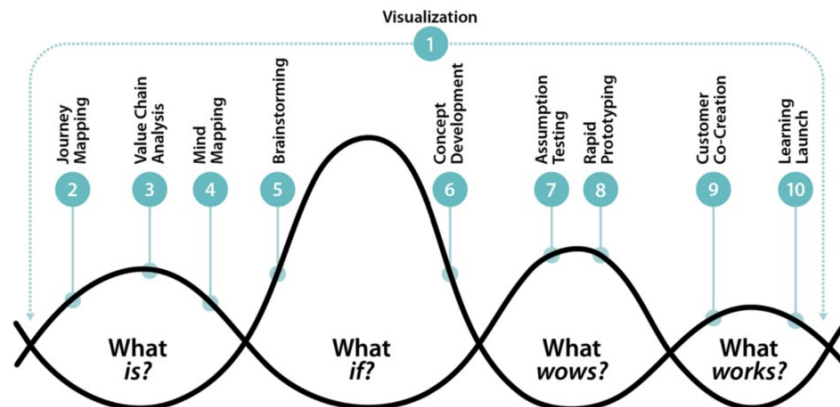 Visualization
1
Journey
Mapping
2
Value Chain
Analysis
3
Mind
Mapping
4
Brainstorming
5
Concept
Development
6
Assumption
Testing
7
Rapid
Prototyping
8
Customer
Co-Creation
9
Learning
Launch
10
What
is?
What
if?
What
wows?
What
works?